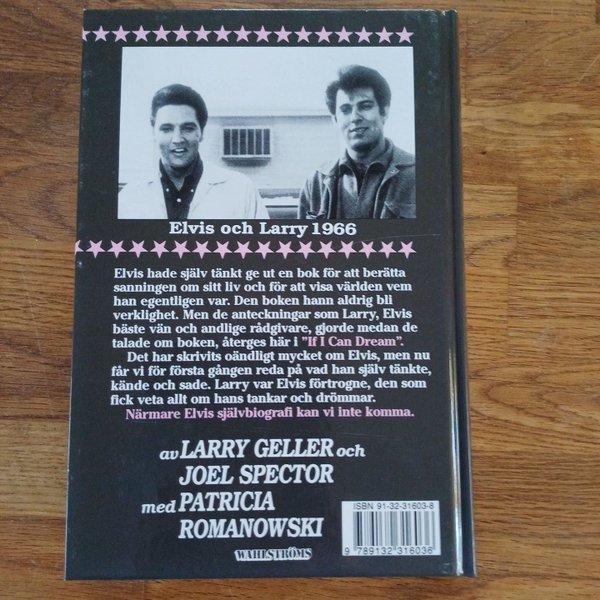 Elvis och Larry 1966
Elvis hade själv tänkt ge ut en bok för att berätta
sanningen om sitt liv och för att visa världen vem
han egentligen var. Den boken hann aldrig bli
verklighet. Men de anteckningar som Larry, Elvis
bäste vän och andlige rådgivare, gjorde medan de
talade om boken, återges här i "If I Can Dream".
Det har skrivits oändligt mycket om Elvis, men nu
får vi för första gången reda på vad han själv tänkte,
kände och sade. Larry var Elvis förtrogne, den som
fick veta allt om hans tankar och drömmar.
Närmare Elvis självbiografi kan vi inte komma.
av LARRY GELLER och
JOEL SPECTOR
med PATRICIA
ROMANOWSKI
WAHLSTRÖMS
ISBN 91-32-31603-8
9 789132 316036